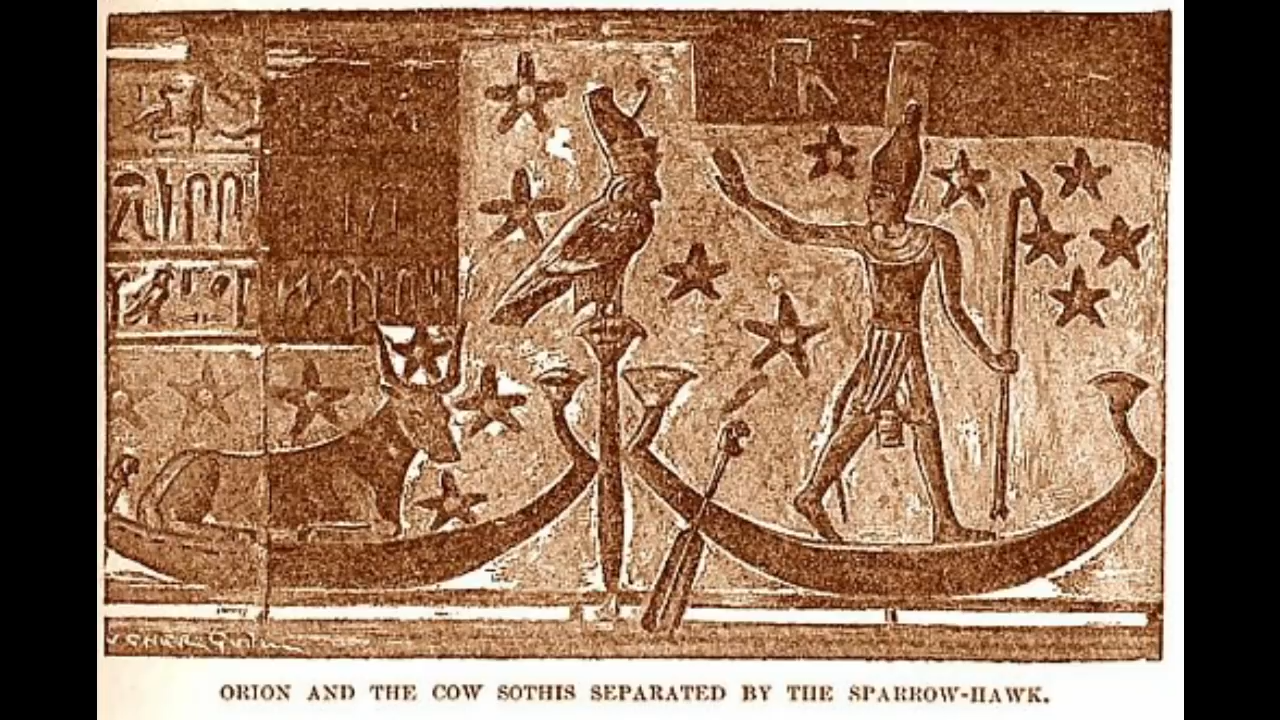 ORION AND THE COW SOTHIS SEPARATED BY THE SPARROW-HAWK.